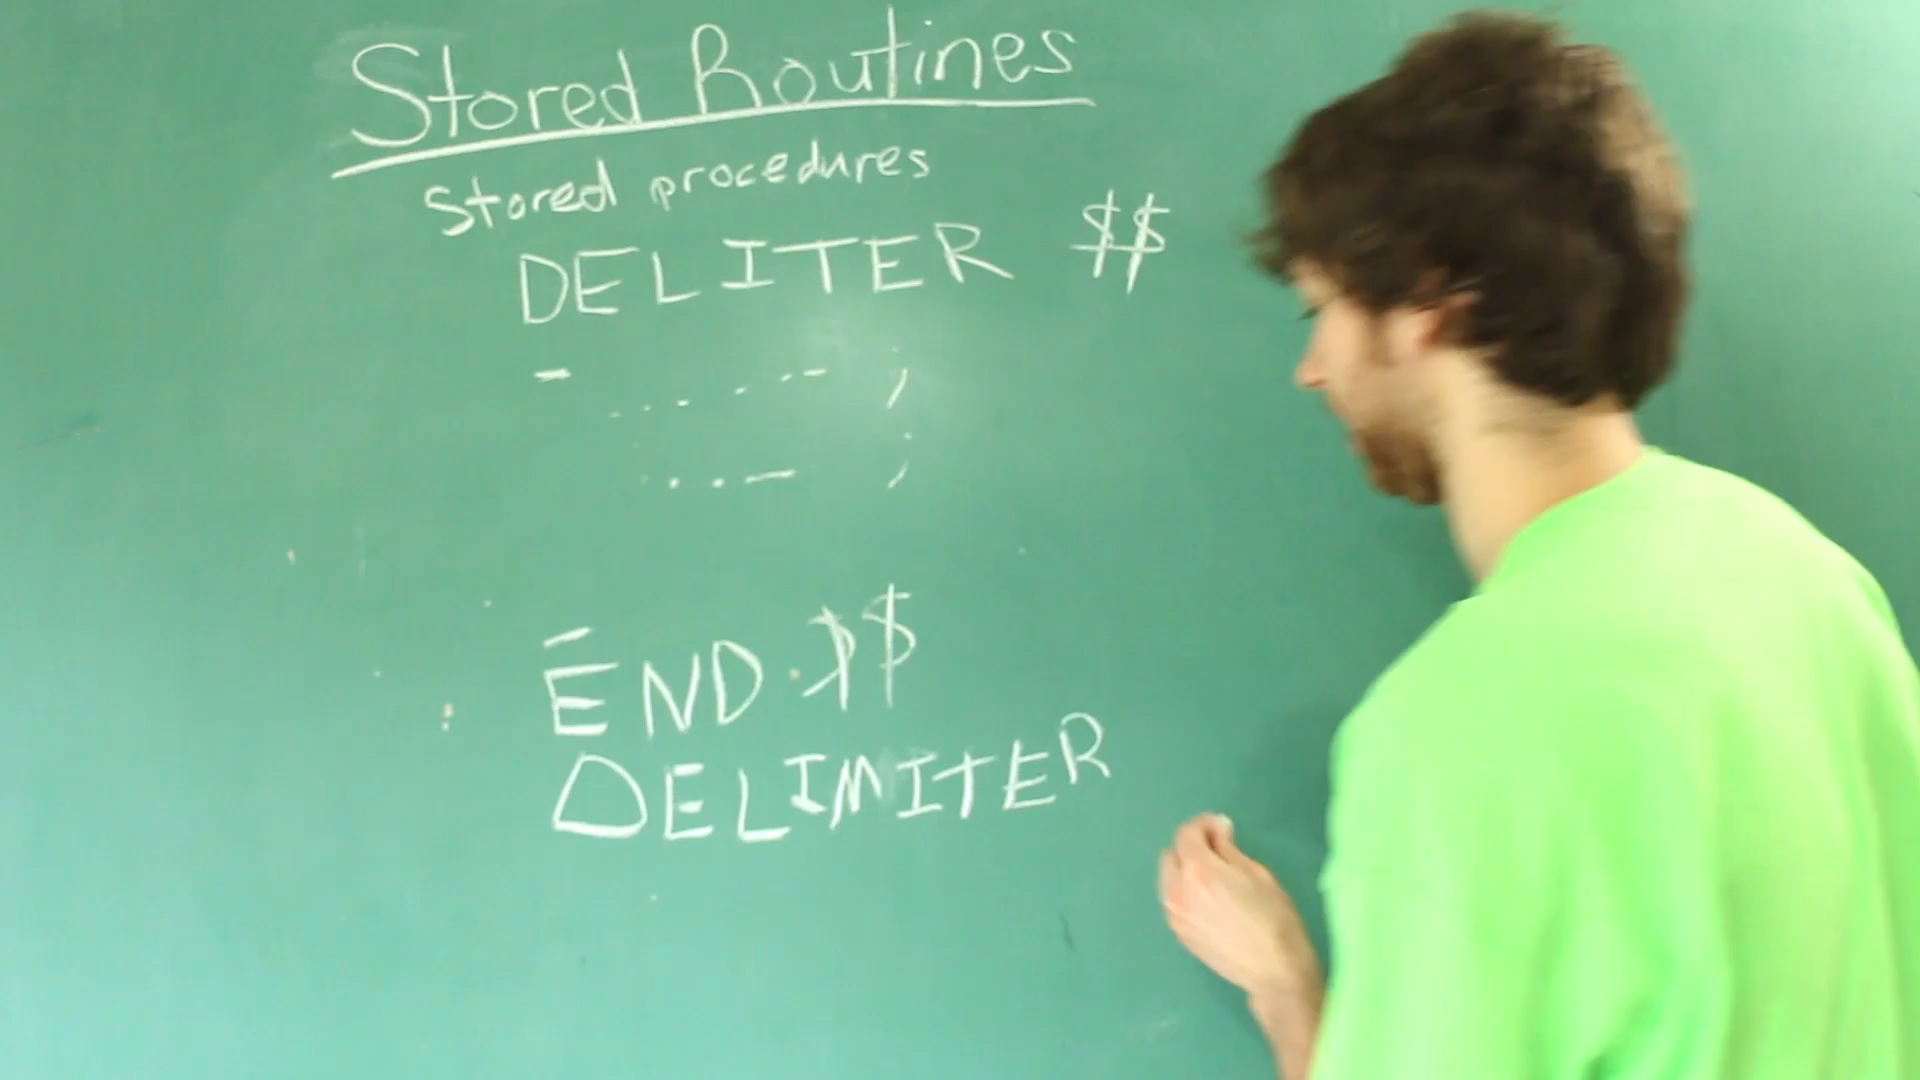 Stored Routines
Stored procedures
DELITER $$
- ..... -- ;
... — ;
END $$
DELIMITER